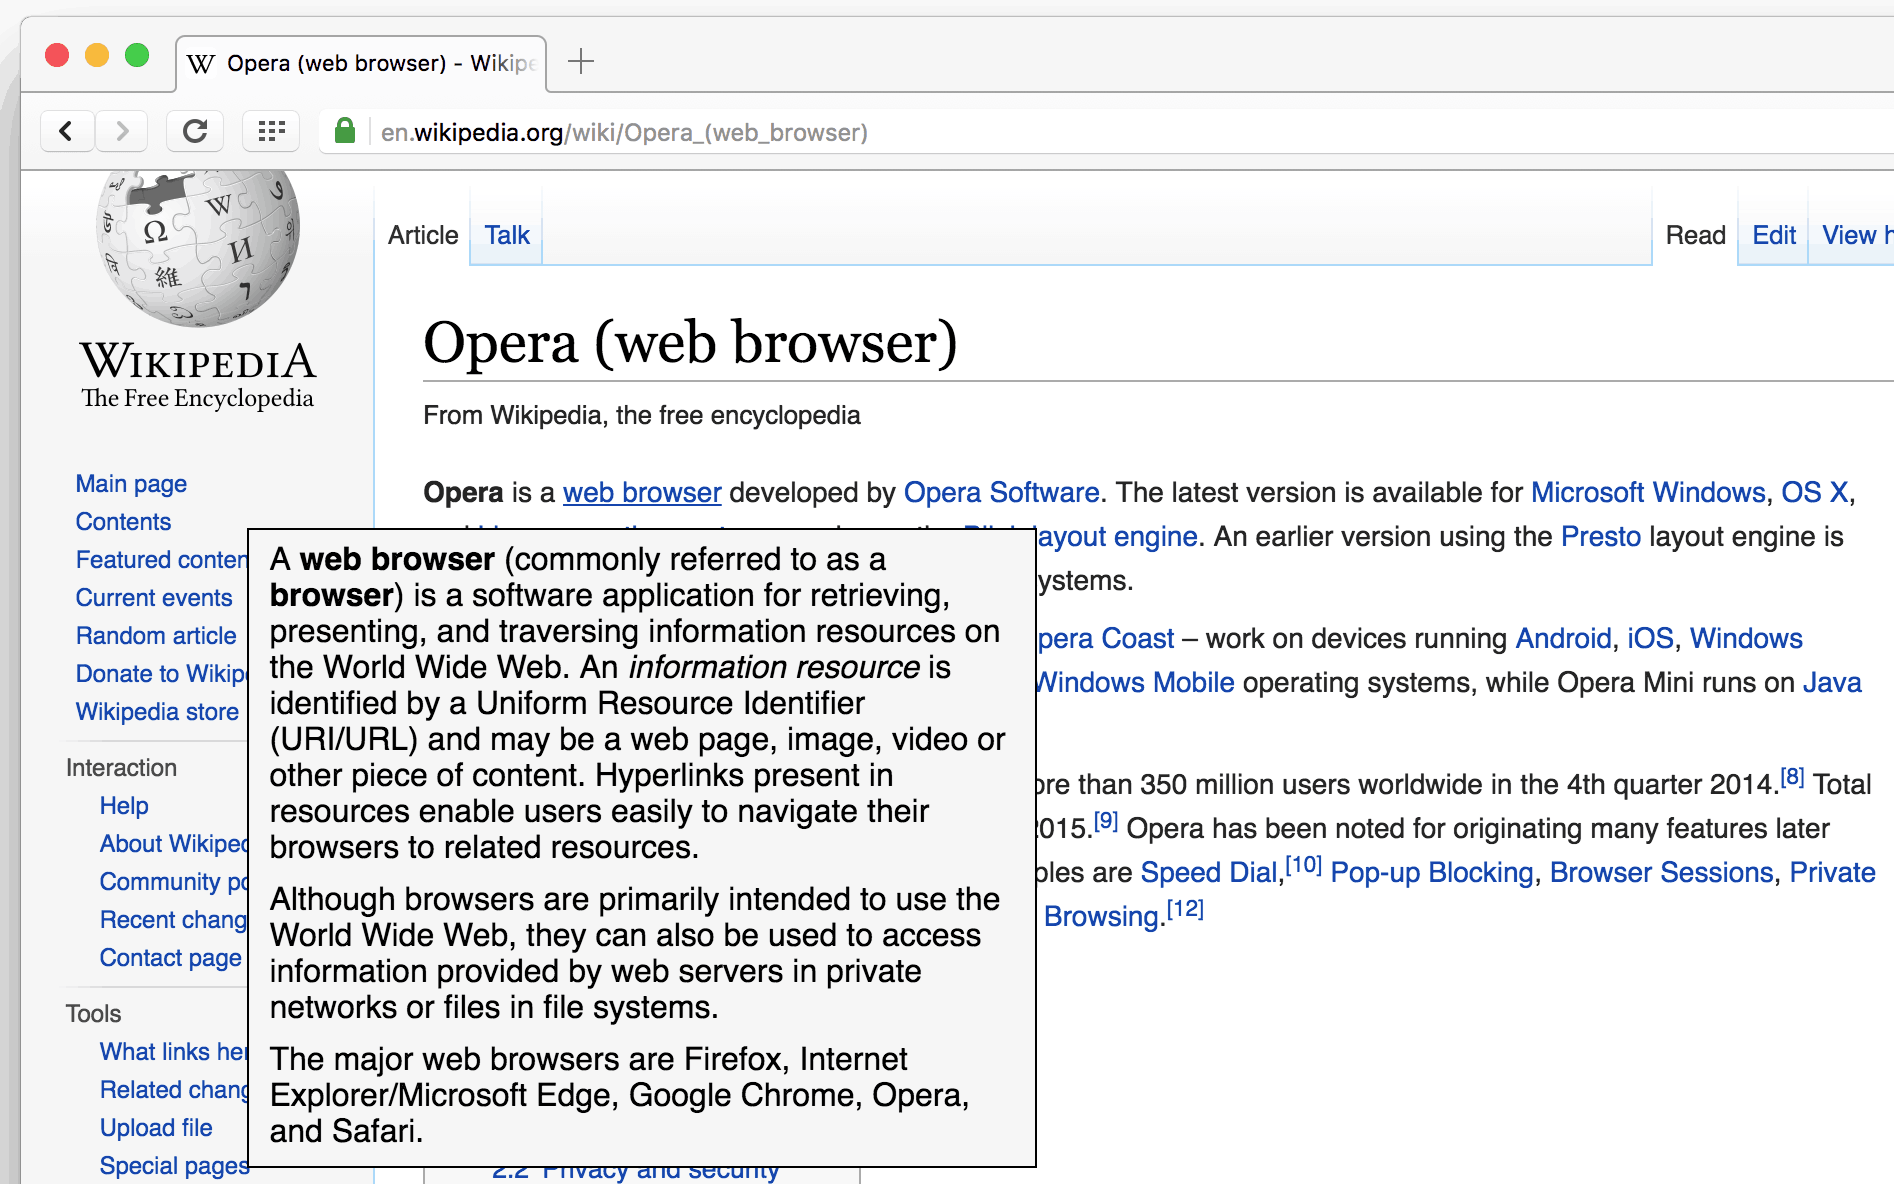 Opera (web browser) - Wikipe
en.wikipedia.org/wiki/Opera_(web_browser)
WIKIPEDIA
The Free Encyclopedia
Article Talk Read Edit View h
Opera (web browser)
From Wikipedia, the free encyclopedia
Main page
Contents
Featured conten
Current events
Random article
Donate to Wikipe
Wikipedia store
Interaction
Help
About Wikiped
Community po
Recent chang
Contact page
Tools
What links her
Related chang
Upload file
Special pages
Opera is a web browser developed by Opera Software. The latest version is available for Microsoft Windows, OS X,
layout engine. An earlier version using the Presto layout engine is
ystems.
pera Coast – work on devices running Android, iOS, Windows
Windows Mobile operating systems, while Opera Mini runs on Java
ore than 350 million users worldwide in the 4th quarter 2014.[8] Total
2015.[9] Opera has been noted for originating many features later
ples are Speed Dial,[10] Pop-up Blocking, Browser Sessions, Private
Browsing.[12]
A web browser (commonly referred to as a
browser) is a software application for retrieving,
presenting, and traversing information resources on
the World Wide Web. An information resource is
identified by a Uniform Resource Identifier
(URI/URL) and may be a web page, image, video or
other piece of content. Hyperlinks present in
resources enable users easily to navigate their
browsers to related resources.
Although browsers are primarily intended to use the
World Wide Web, they can also be used to access
information provided by web servers in private
networks or files in file systems.
The major web browsers are Firefox, Internet
Explorer/Microsoft Edge, Google Chrome, Opera,
and Safari.
2.2 Privacy and security